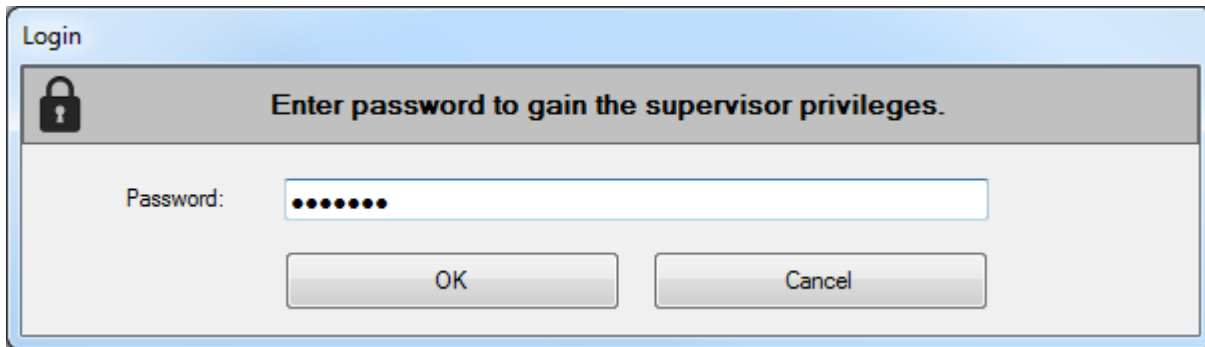 Login
Enter password to gain the supervisor privileges.
Password: •••••••
OK
Cancel